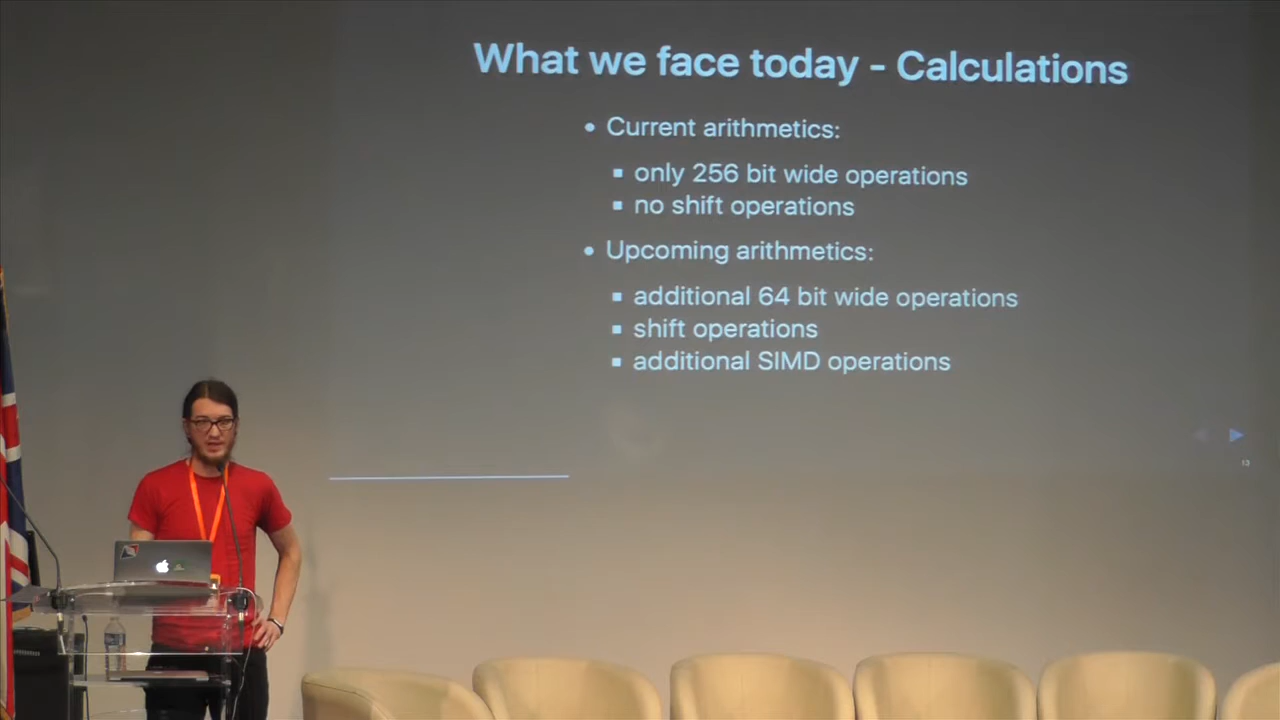 What we face today - Calculations
• Current arithmetics:
▪ only 256 bit wide operations
▪ no shift operations
• Upcoming arithmetics:
▪ additional 64 bit wide operations
▪ shift operations
▪ additional SIMD operations
13